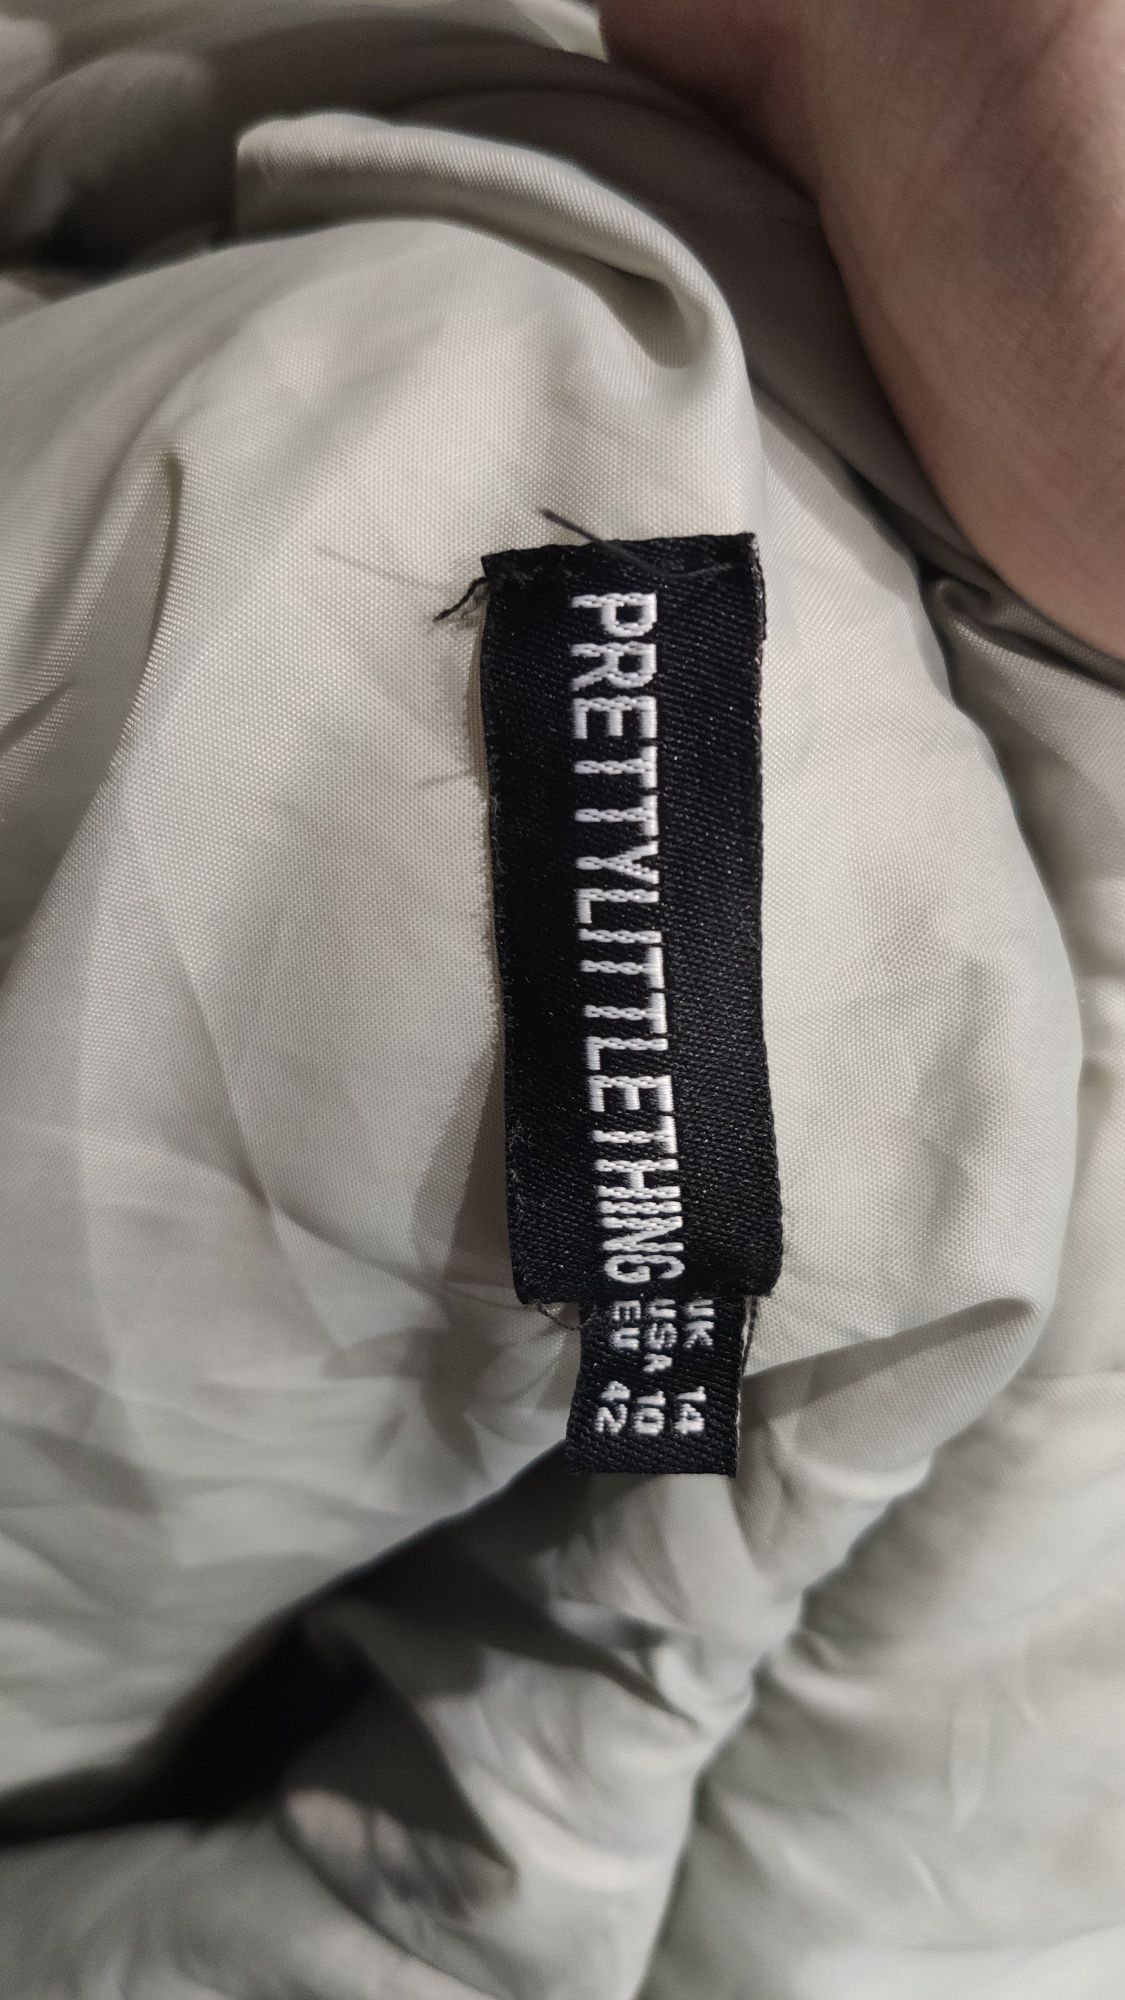 PRETTYLITTLETHING
UK 14
USA 10
EU 42